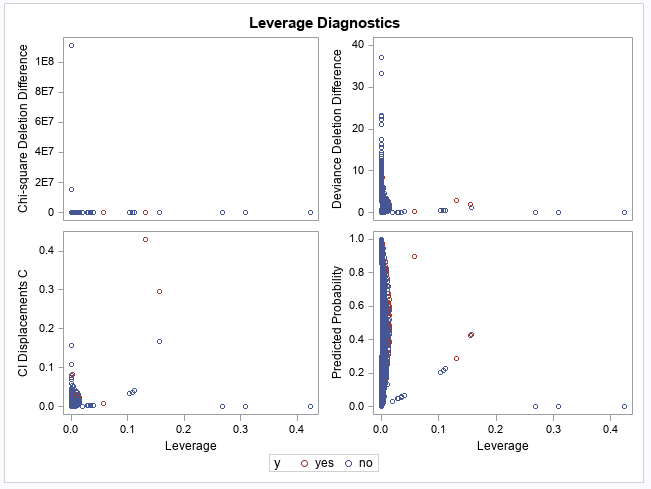 Leverage Diagnostics
Chi-square Deletion Difference
1E8
8E7
6E7
4E7
2E7
0
Deviance Deletion Difference
40
30
20
10
0
CI Displacements C
0.4
0.3
0.2
0.1
0.0
Predicted Probability
1.0
0.8
0.6
0.4
0.2
0.0
0.0 0.1 0.2 0.3 0.4
Leverage
0.0 0.1 0.2 0.3 0.4
Leverage
y yes no